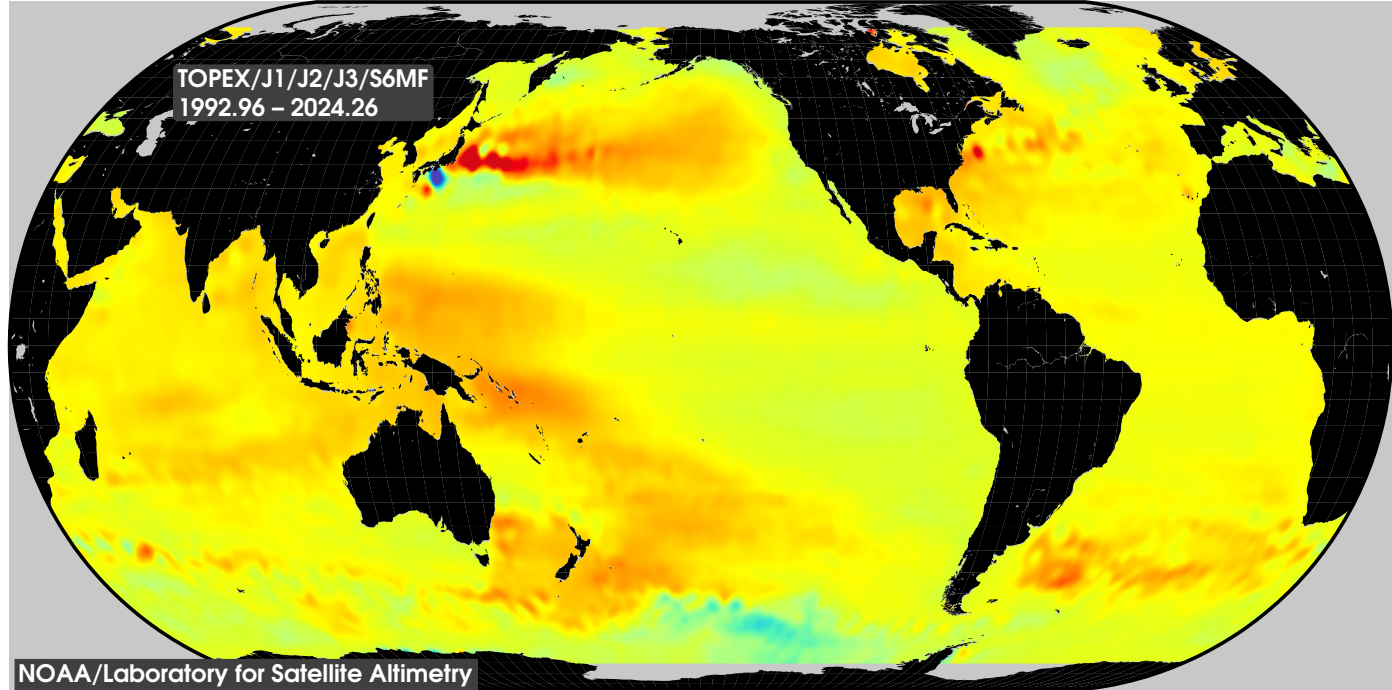 TOPEX/J1/J2/J3/S6MF
1992.96 – 2024.26
NOAA/Laboratory for Satellite Altimetry